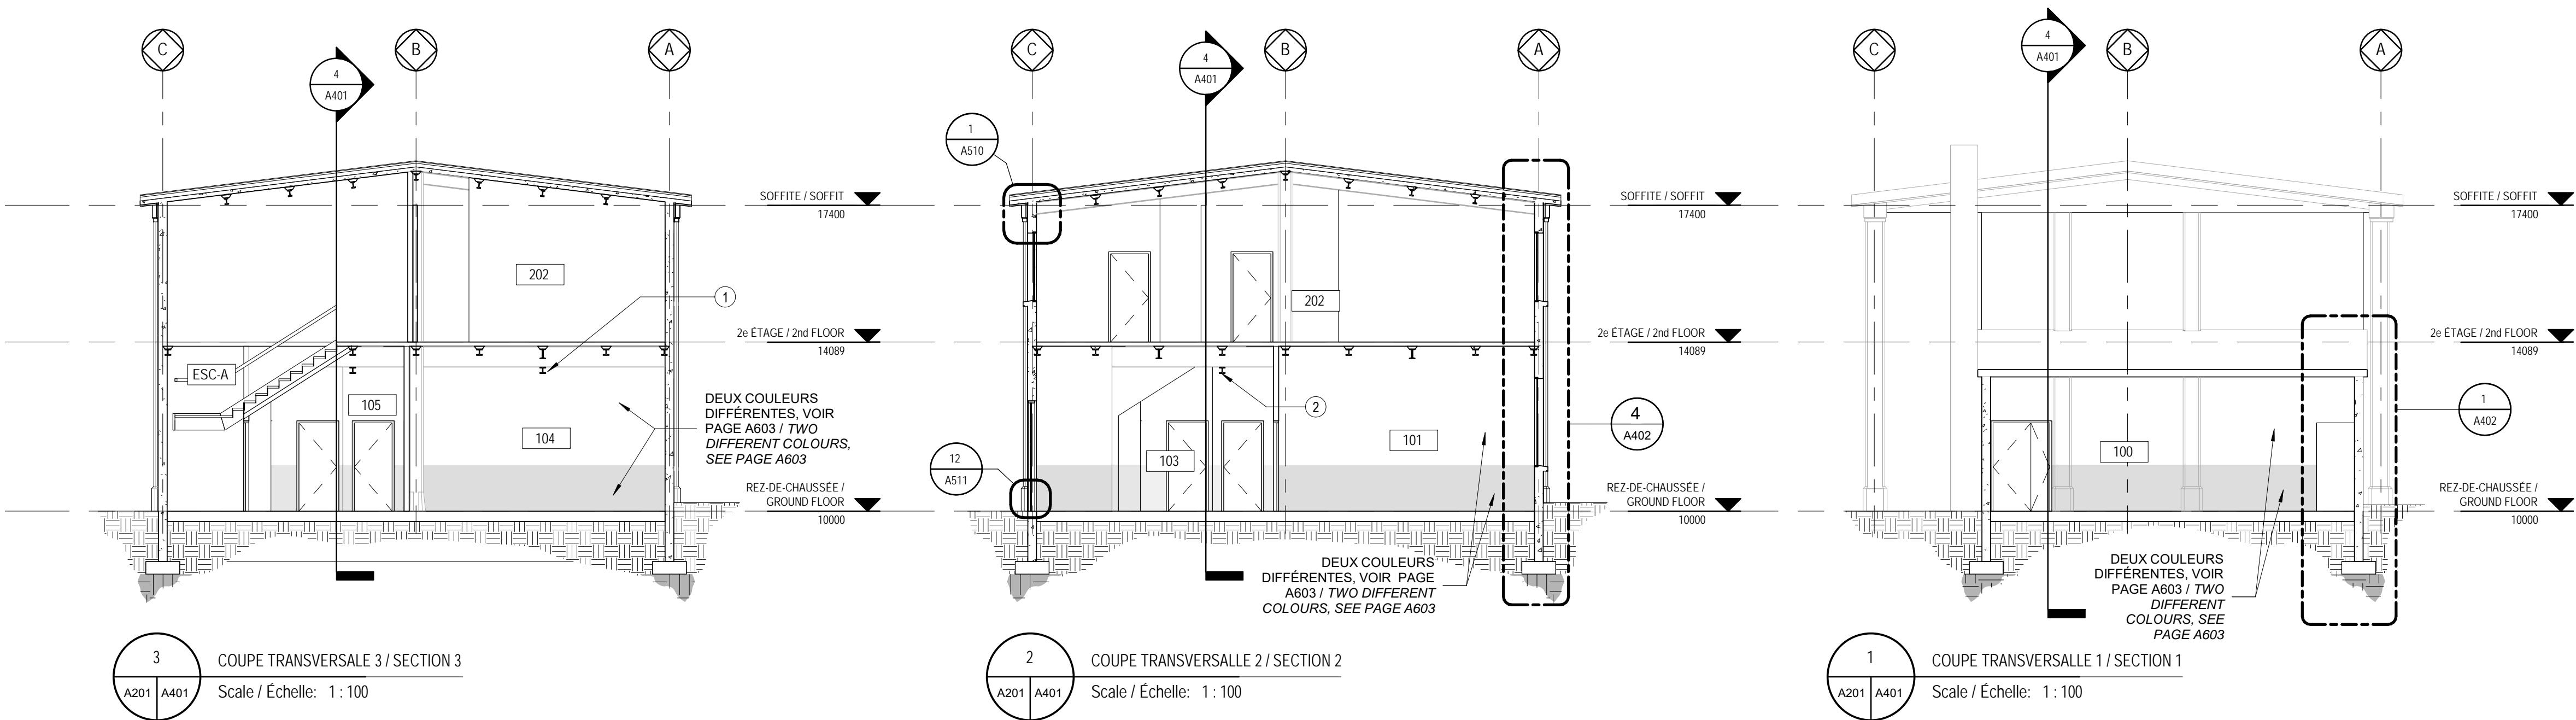 C
B
A
4
A401
SOFFITE / SOFFIT
17400
202
1
2e ÉTAGE / 2nd FLOOR
14089
ESC-A
105
104
DEUX COULEURS
DIFFÉRENTES, VOIR
PAGE A603 / TWO
DIFFERENT COLOURS,
SEE PAGE A603
REZ-DE-CHAUSSÉE /
GROUND FLOOR
10000
3
A201 A401
COUPE TRANSVERSALE 3 / SECTION 3
Scale / Échelle: 1 : 100
C
B
A
4
A401
1
A510
SOFFITE / SOFFIT
17400
202
2e ÉTAGE / 2nd FLOOR
14089
2
4
A402
101
103
12
A511
REZ-DE-CHAUSSÉE /
GROUND FLOOR
10000
DEUX COULEURS
DIFFÉRENTES, VOIR PAGE
A603 / TWO DIFFERENT
COLOURS, SEE PAGE A603
2
A201 A401
COUPE TRANSVERSALLE 2 / SECTION 2
Scale / Échelle: 1 : 100
C
B
A
4
A401
SOFFITE / SOFFIT
17400
2e ÉTAGE / 2nd FLOOR
14089
1
A402
100
REZ-DE-CHAUSSÉE /
GROUND FLOOR
10000
DEUX COULEURS
DIFFÉRENTES, VOIR
PAGE A603 / TWO
DIFFERENT
COLOURS, SEE
PAGE A603
1
A201 A401
COUPE TRANSVERSALLE 1 / SECTION 1
Scale / Échelle: 1 : 100